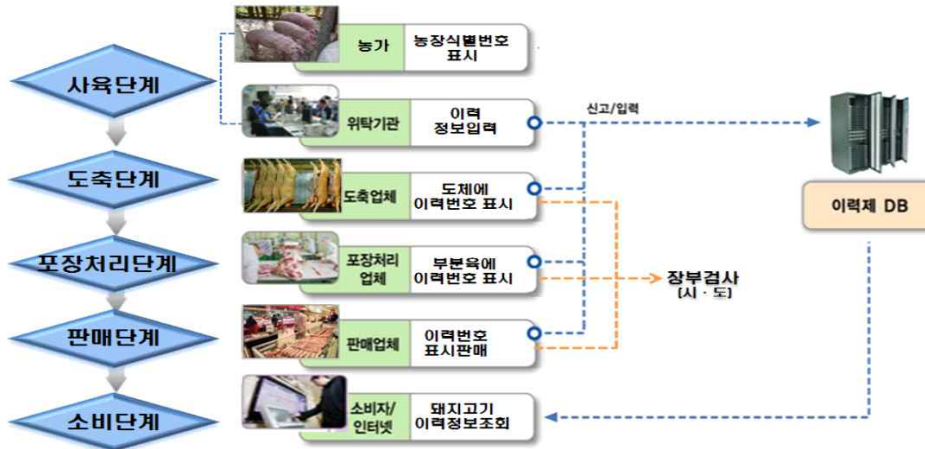 사육단계
농가
농장식별번호
표시
위탁기관
이력
정보입력
신고/입력
이력제 DB
도축단계
도축업체
도체에
이력번호 표시
포장처리단계
포장처리
업체
부분육에
이력번호 표시
장부검사
[시 · 도]
판매단계
판매업체
이력번호
표시판매
소비단계
소비자/
인터넷
돼지고기
이력정보조회